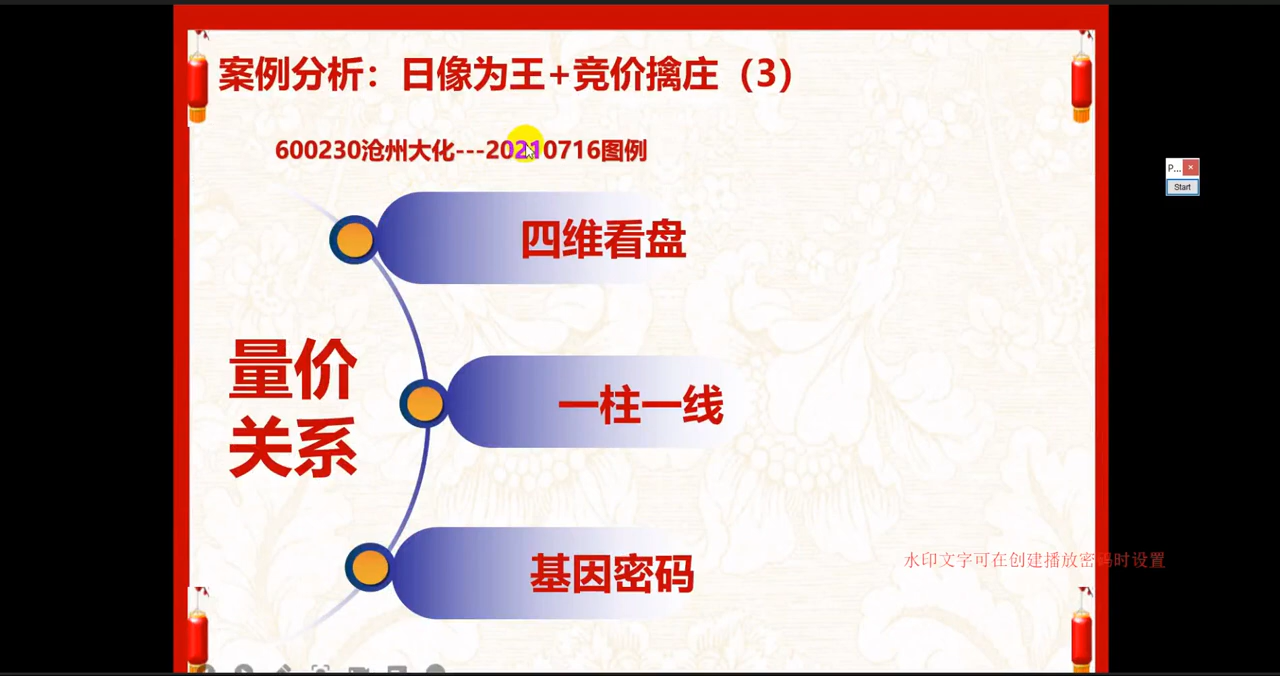 案例分析：日像为王+竞价擒庄（3）
600230沧州大化---20210716图例
四维看盘
量价
关系
一柱一线
基因密码
水印文字可在创建播放密码时设置
P...
Start